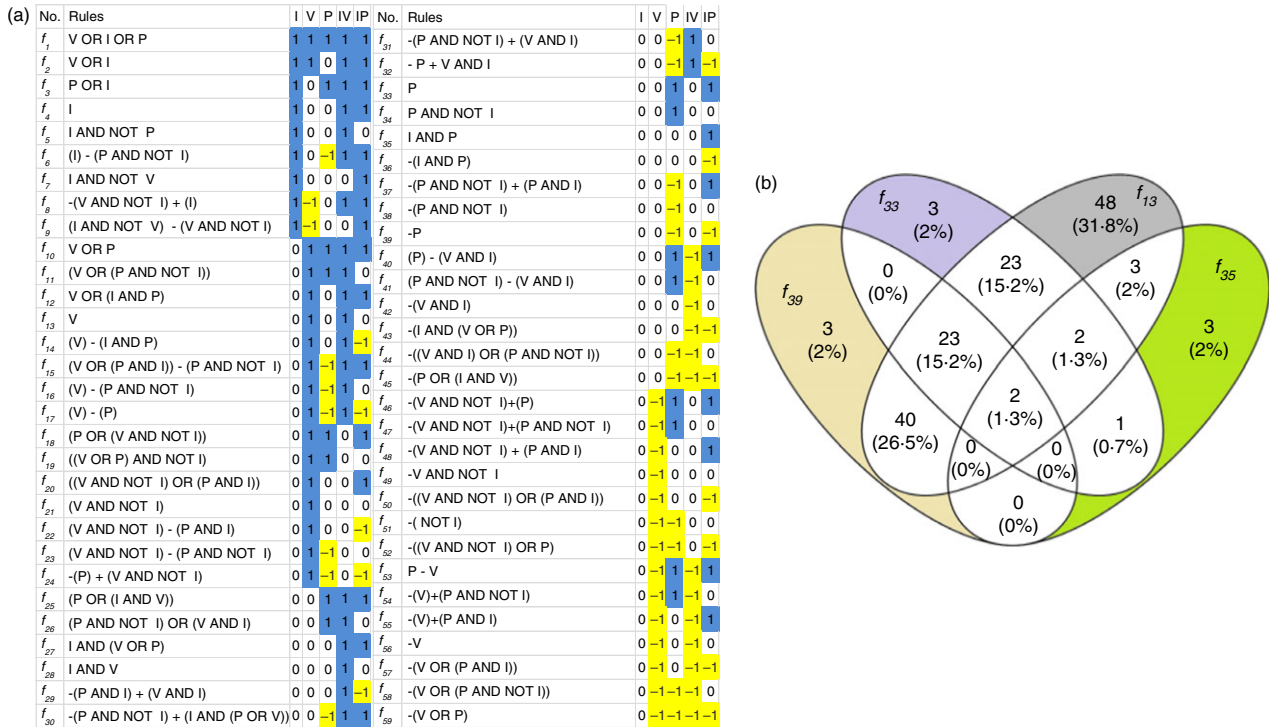 (a)
No. Rules I V P IV IP
f1 V OR I OR P 1 1 1 1 1
f2 V OR I 1 1 0 1 1
f3 P OR I 1 0 1 1 1
f4 I 1 0 0 1 1
f5 I AND NOT P 1 0 0 1 0
f6 (I) - (P AND NOT I) 1 0 –1 1 1
f7 I AND NOT V 1 0 0 0 1
f8 -(V AND NOT I) + (I) 1 –1 0 1 1
f9 (I AND NOT V) - (V AND NOT I) 1 –1 0 0 1
f10 V OR P 0 1 1 1 1
f11 (V OR (P AND NOT I)) 0 1 1 1 0
f12 V OR (I AND P) 0 1 0 1 1
f13 V 0 1 0 1 0
f14 (V) - (I AND P) 0 1 0 1 –1
f15 (V OR (P AND I)) - (P AND NOT I) 0 1 –1 1 1
f16 (V) - (P AND NOT I) 0 1 –1 1 0
f17 (V) - (P) 0 1 –1 1 –1
f18 (P OR (V AND NOT I)) 0 1 1 0 1
f19 ((V OR P) AND NOT I) 0 1 1 0 0
f20 ((V AND NOT I) OR (P AND I)) 0 1 0 0 1
f21 (V AND NOT I) 0 1 0 0 0
f22 (V AND NOT I) - (P AND I) 0 1 0 0 –1
f23 (V AND NOT I) - (P AND NOT I) 0 1 –1 0 0
f24 -(P) + (V AND NOT I) 0 1 –1 0 –1
f25 (P OR (I AND V)) 0 0 1 1 1
f26 (P AND NOT I) OR (V AND I) 0 0 1 1 0
f27 I AND (V OR P) 0 0 0 1 1
f28 I AND V 0 0 0 1 0
f29 -(P AND I) + (V AND I) 0 0 0 1 –1
f30 -(P AND NOT I) + (I AND (P OR V)) 0 0 –1 1 1
No. Rules I V P IV IP
f31 -(P AND NOT I) + (V AND I) 0 0 –1 1 0
f32 - P + V AND I 0 0 –1 1 –1
f33 P 0 0 1 0 1
f34 P AND NOT I 0 0 1 0 0
f35 I AND P 0 0 0 0 1
f36 -(I AND P) 0 0 0 0 –1
f37 -(P AND NOT I) + (P AND I) 0 0 –1 0 1
f38 -(P AND NOT I) 0 0 –1 0 0
f39 -P 0 0 –1 0 –1
f40 (P) - (V AND I) 0 0 1 –1 1
f41 (P AND NOT I) - (V AND I) 0 0 1 –1 0
f42 -(V AND I) 0 0 0 –1 0
f43 -(I AND (V OR P)) 0 0 0 –1 –1
f44 -((V AND I) OR (P AND NOT I)) 0 0 –1 –1 0
f45 -(P OR (I AND V)) 0 0 –1 –1 –1
f46 -(V AND NOT I)+(P) 0 –1 1 0 1
f47 -(V AND NOT I)+(P AND NOT I) 0 –1 1 0 0
f48 -(V AND NOT I) + (P AND I) 0 –1 0 0 1
f49 -V AND NOT I 0 –1 0 0 0
f50 -((V AND NOT I) OR (P AND I)) 0 –1 0 0 –1
f51 -( NOT I) 0 –1 –1 0 0
f52 -((V AND NOT I) OR P) 0 –1 –1 0 –1
f53 P - V 0 –1 1 –1 1
f54 -(V)+(P AND NOT I) 0 –1 1 –1 0
f55 -(V)+(P AND I) 0 –1 0 –1 1
f56 -V 0 –1 0 –1 0
f57 -(V OR (P AND I)) 0 –1 0 –1 –1
f58 -(V OR (P AND NOT I)) 0 –1 –1 –1 0
f59 -(V OR P) 0 –1 –1 –1 –1
(b)
f33
3
(2%)
48
f13
(31·8%)
0
(0%)
23
(15·2%)
3
(2%)
f39
f35
3
(2%)
23
(15·2%)
2
(1·3%)
3
(2%)
40
(26·5%)
2
(1·3%)
1
(0·7%)
0
(0%)
0
(0%)
0
(0%)